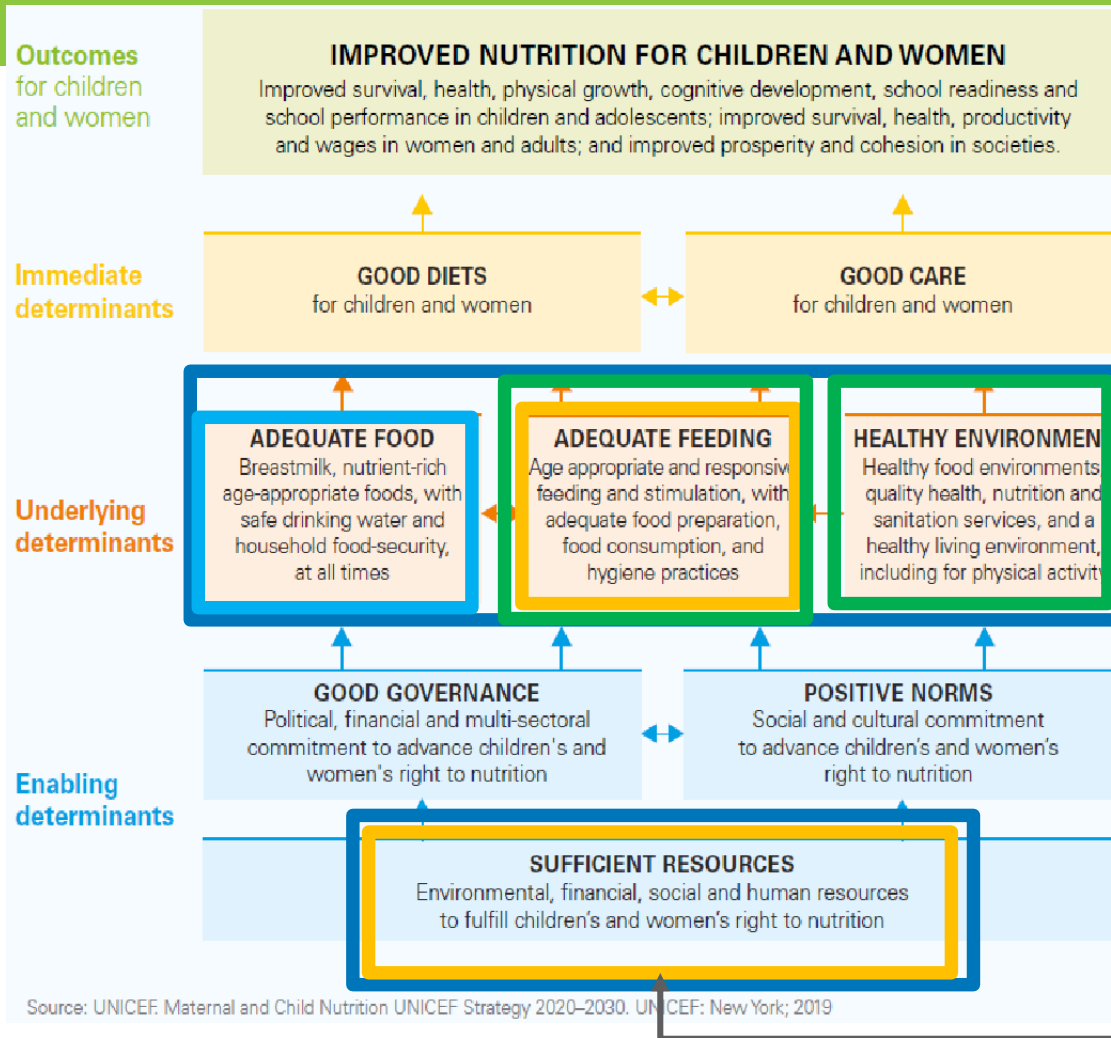 Outcomes
for children
and women
IMPROVED NUTRITION FOR CHILDREN AND WOMEN
Improved survival, health, physical growth, cognitive development, school readiness and
school performance in children and adolescents; improved survival, health, productivity
and wages in women and adults; and improved prosperity and cohesion in societies.
Immediate
determinants
GOOD DIETS
for children and women
GOOD CARE
for children and women
Underlying
determinants
ADEQUATE FOOD
Breastmilk, nutrient-rich
age-appropriate foods, with
safe drinking water and
household food-security,
at all times
ADEQUATE FEEDING
Age appropriate and responsive
feeding and stimulation, with
adequate food preparation,
food consumption, and
hygiene practices
HEALTHY ENVIRONMEN
Healthy food environments,
quality health, nutrition and
sanitation services, and a
healthy living environment,
including for physical activity
Enabling
determinants
GOOD GOVERNANCE
Political, financial and multi-sectoral
commitment to advance children's and
women's right to nutrition
POSITIVE NORMS
Social and cultural commitment
to advance children's and women's
right to nutrition
SUFFICIENT RESOURCES
Environmental, financial, social and human resources
to fulfill children's and women's right to nutrition
Source: UNICEF. Maternal and Child Nutrition UNICEF Strategy 2020–2030. UNICEF: New York; 2019